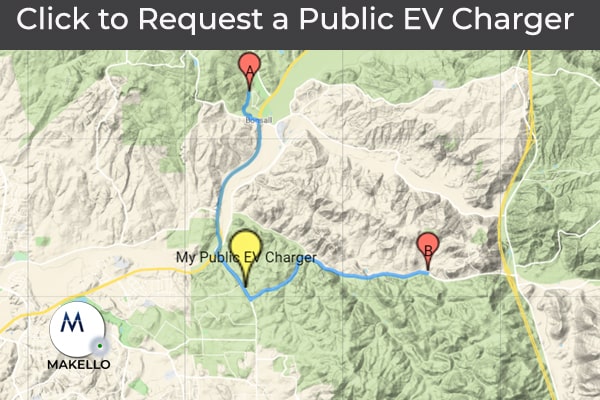 Click to Request a Public EV Charger
A
Bonsall
B
My Public EV Charger
M
MAKELLO